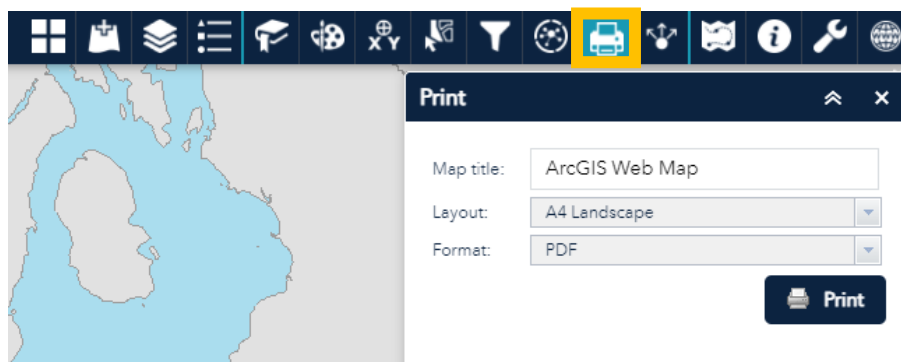 X Y
Print
Map title: ArcGIS Web Map
Layout: A4 Landscape
Format: PDF
Print